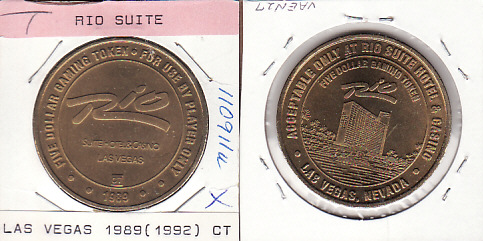 T
RIO SUITE
FIVE DOLLAR GAMING TOKEN • FOR USE BY PLAYER ONLY
Rio
SUITE HOTEL & CASINO
LAS VEGAS
• 1989 •
X
LAS VEGAS 1989(1992) CT
ACCEPTABLE ONLY AT RIO SUITE HOTEL & CASINO
FIVE DOLLAR GAMING TOKEN
Rio
• LAS VEGAS, NEVADA •